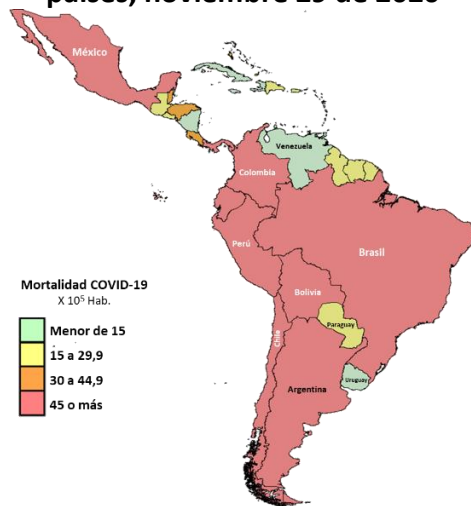 países, noviembre 29 de 2020
México
Venezuela
Colombia
Perú
Brasil
Bolivia
Paraguay
Chile
Argentina
Uruguay
Mortalidad COVID-19
X 10⁵ Hab.
Menor de 15
15 a 29,9
30 a 44,9
45 o más